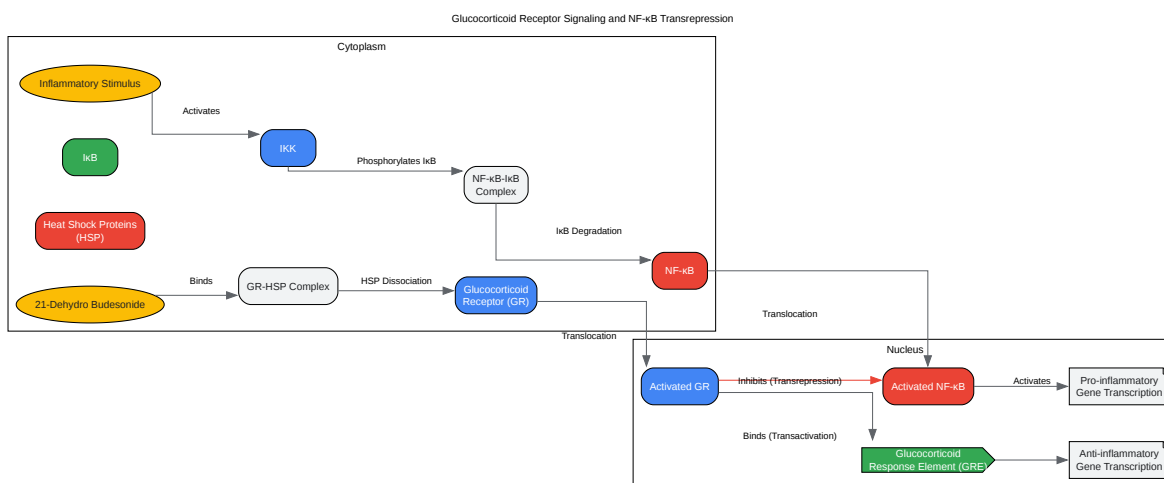 Glucocorticoid Receptor Signaling and NF-κB Transrepression
Cytoplasm
Inflammatory Stimulus
Activates
IKK
IκB
Phosphorylates IκB
NF-κB-IκB
Complex
Heat Shock Proteins
(HSP)
IκB Degradation
NF-κB
21-Dehydro Budesonide
Binds
GR-HSP Complex
HSP Dissociation
Glucocorticoid
Receptor (GR)
Translocation
Translocation
Nucleus
Activated GR
Inhibits (Transrepression)
Activated NF-κB
Activates
Pro-inflammatory
Gene Transcription
Binds (Transactivation)
Glucocorticoid
Response Element (GRE)
Anti-inflammatory
Gene Transcription